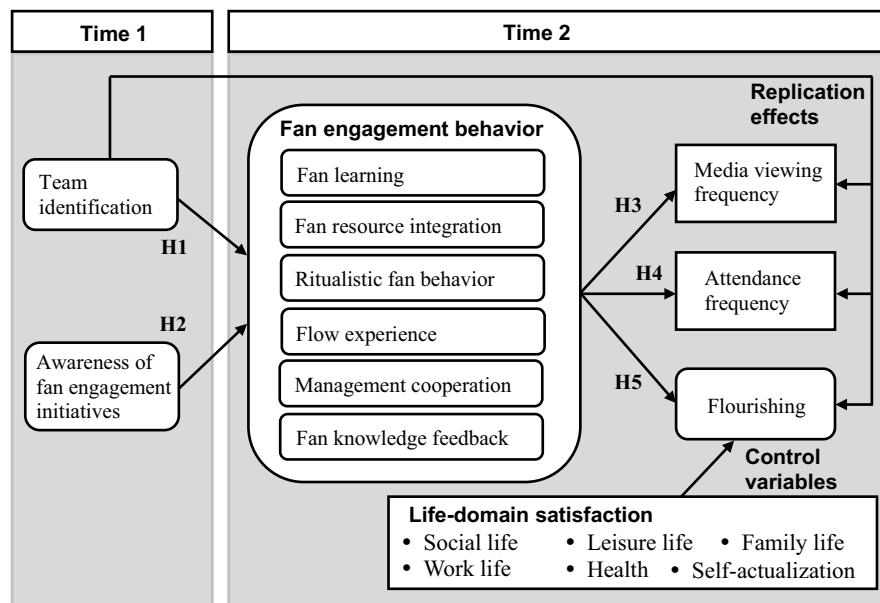 Time 1
Time 2
Replication
effects
Fan engagement behavior
Fan learning
Fan resource integration
Ritualistic fan behavior
Flow experience
Management cooperation
Fan knowledge feedback
Team
identification
H1
H2
Awareness of
fan engagement
initiatives
H3
H4
H5
Media viewing
frequency
Attendance
frequency
Flourishing
Control
variables
Life-domain satisfaction
• Social life • Leisure life • Family life
• Work life • Health • Self-actualization